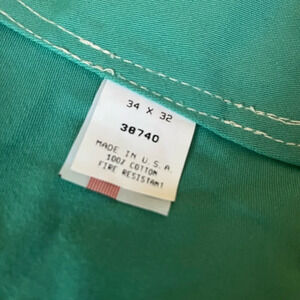 34 X 32
38740
MADE IN U.S.A.
100% COTTON
FIRE RESISTANT